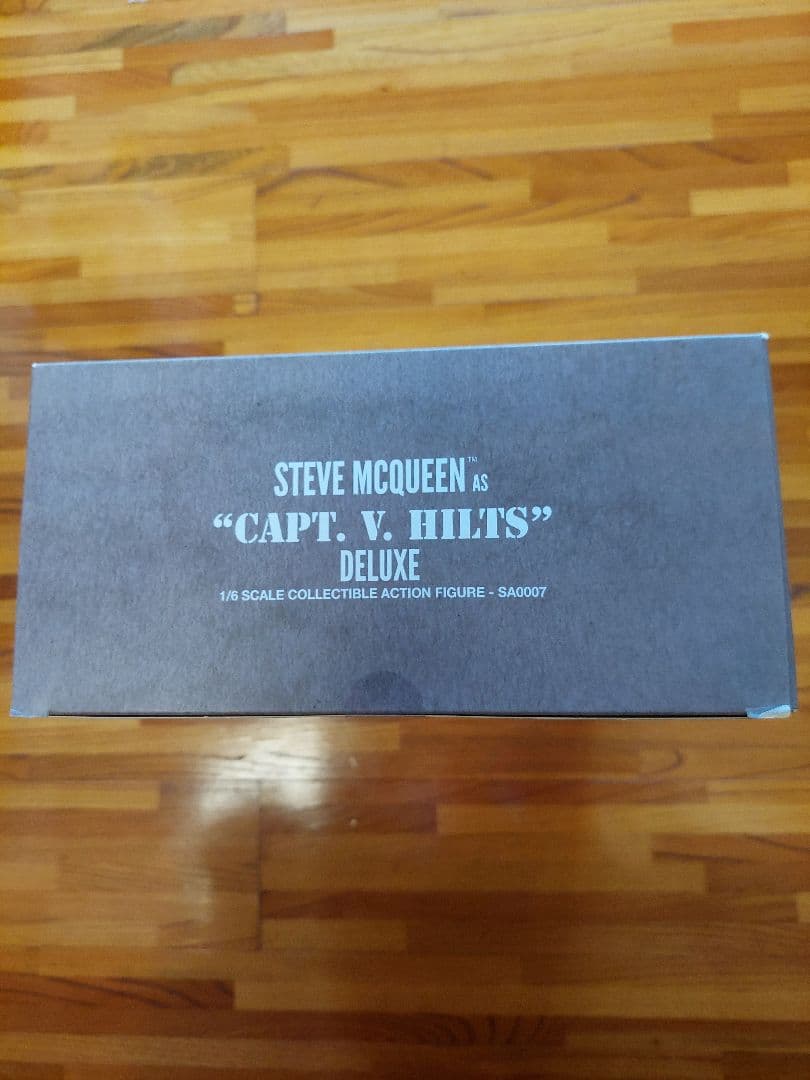 STEVE MCQUEEN™ AS
“CAPT. V. HILTS”
DELUXE
1/6 SCALE COLLECTIBLE ACTION FIGURE - SA0007